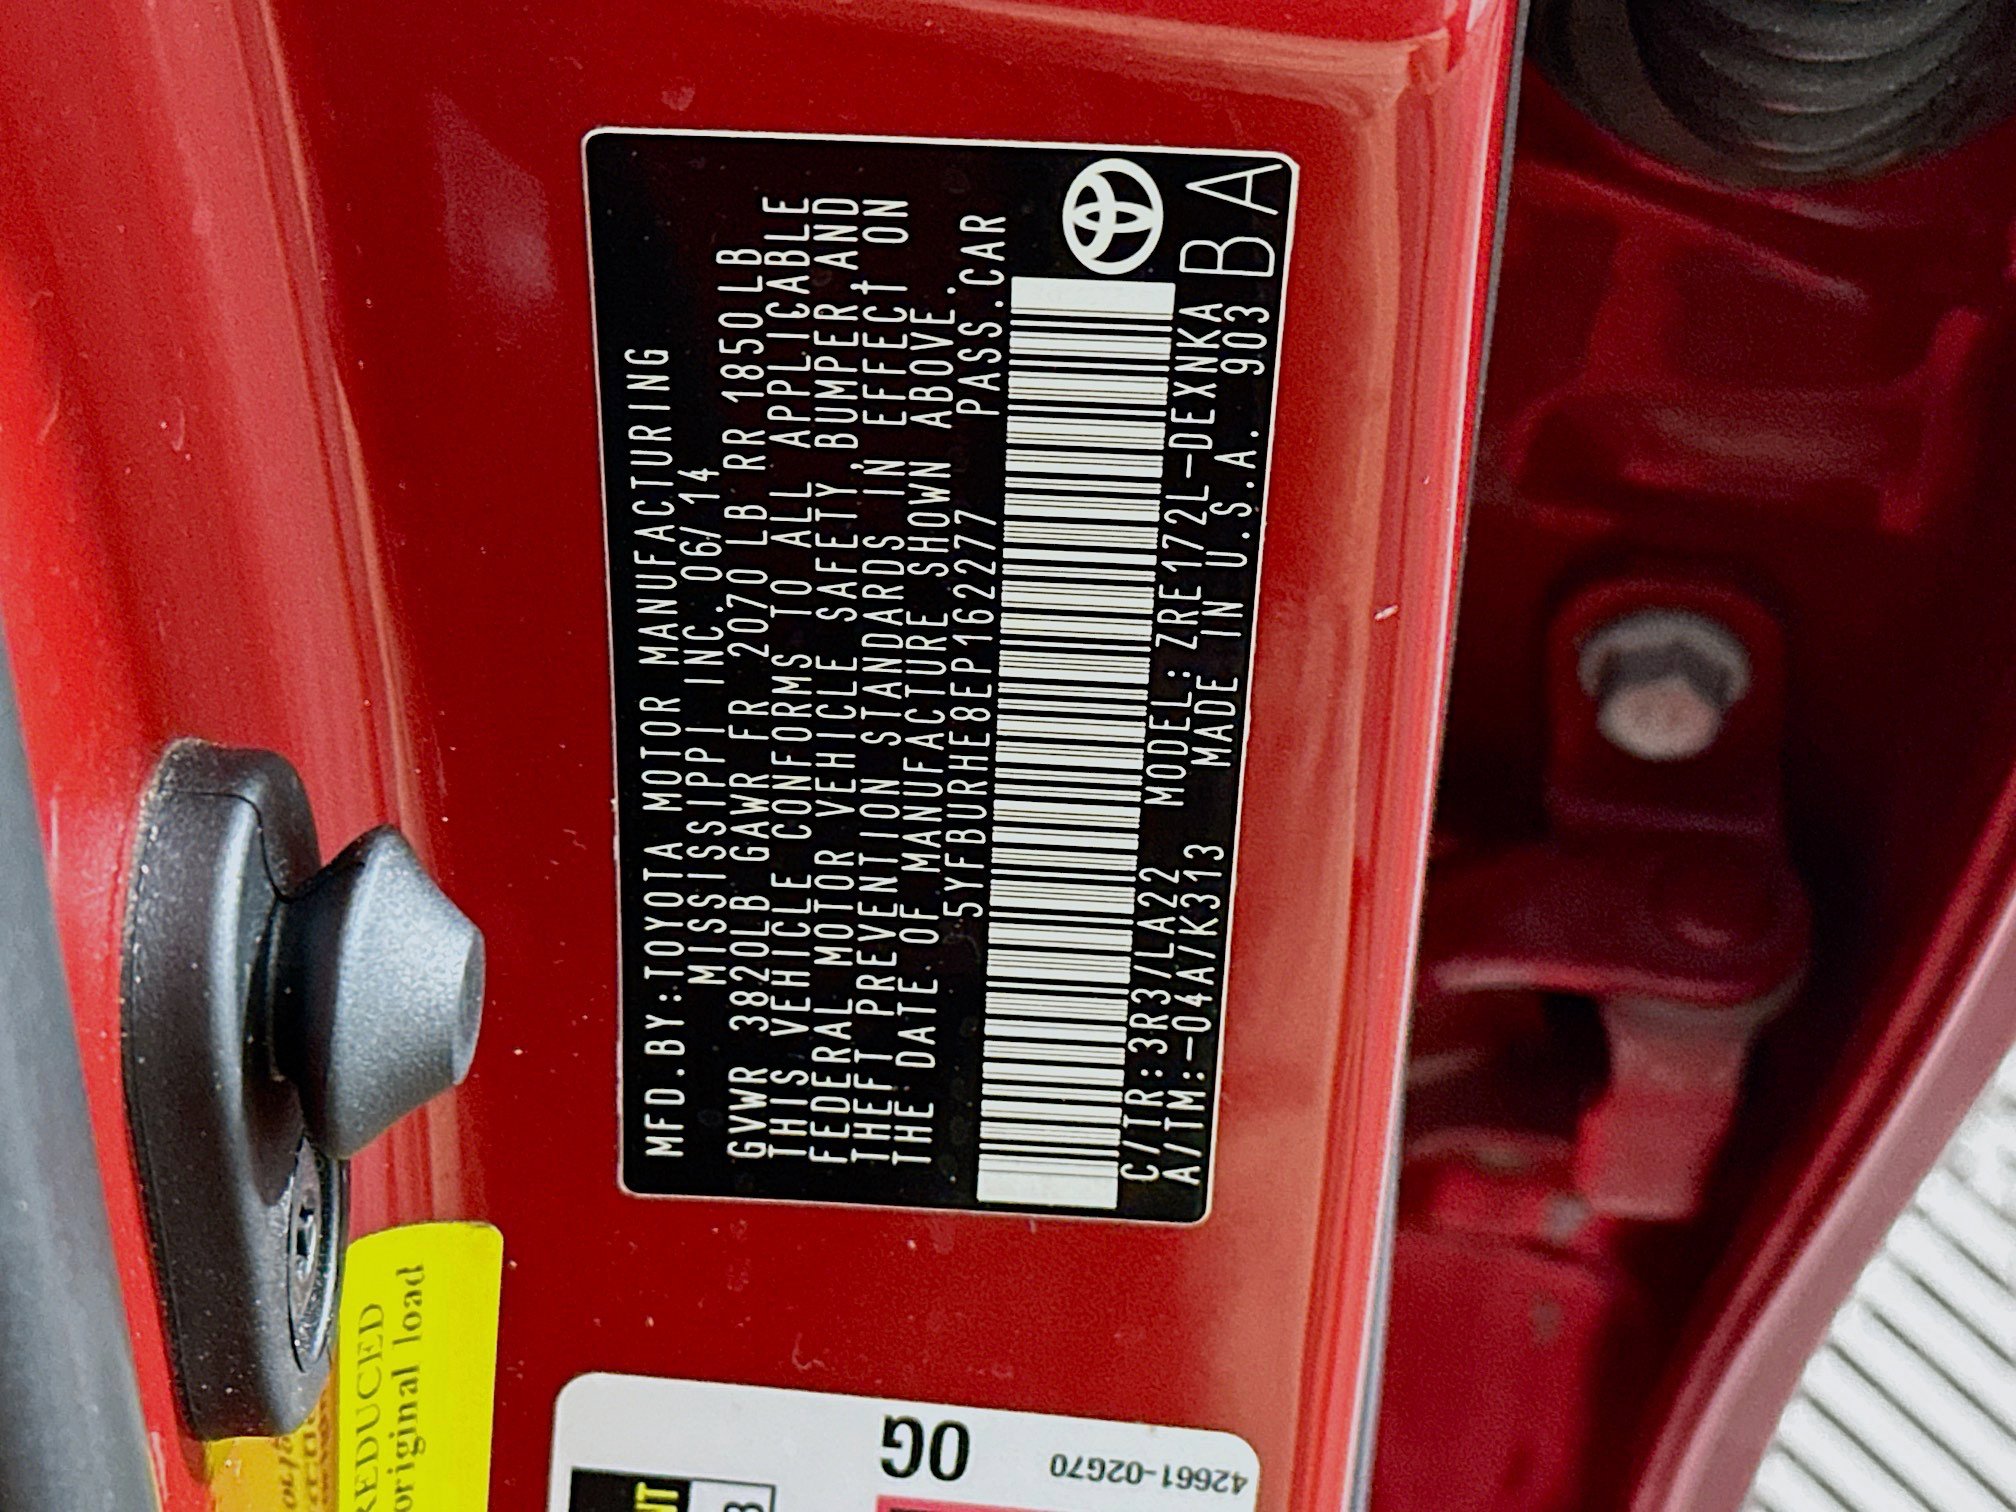 MFD.BY:TOYOTA MOTOR MANUFACTURING
MISSISSIPPI INC. 06/14
GVWR 3820LB GAWR FR 2070 LB RR 1850LB
THIS VEHICLE CONFORMS TO ALL APPLICABLE
FEDERAL MOTOR VEHICLE SAFETY, BUMPER, AND
THEFT PREVENTION STANDARDS IN EFFECT ON
THE DATE OF MANUFACTURE SHOWN ABOVE.
5YFBURHE8EP162277 PASS.CAR
C/TR:3R3/LA22 MODEL:ZRE172L-DEXNKA
A/TM:-04A/K313 MADE IN U.S.A. 903
BA
REDUCED
original load
0G
42661-02G70